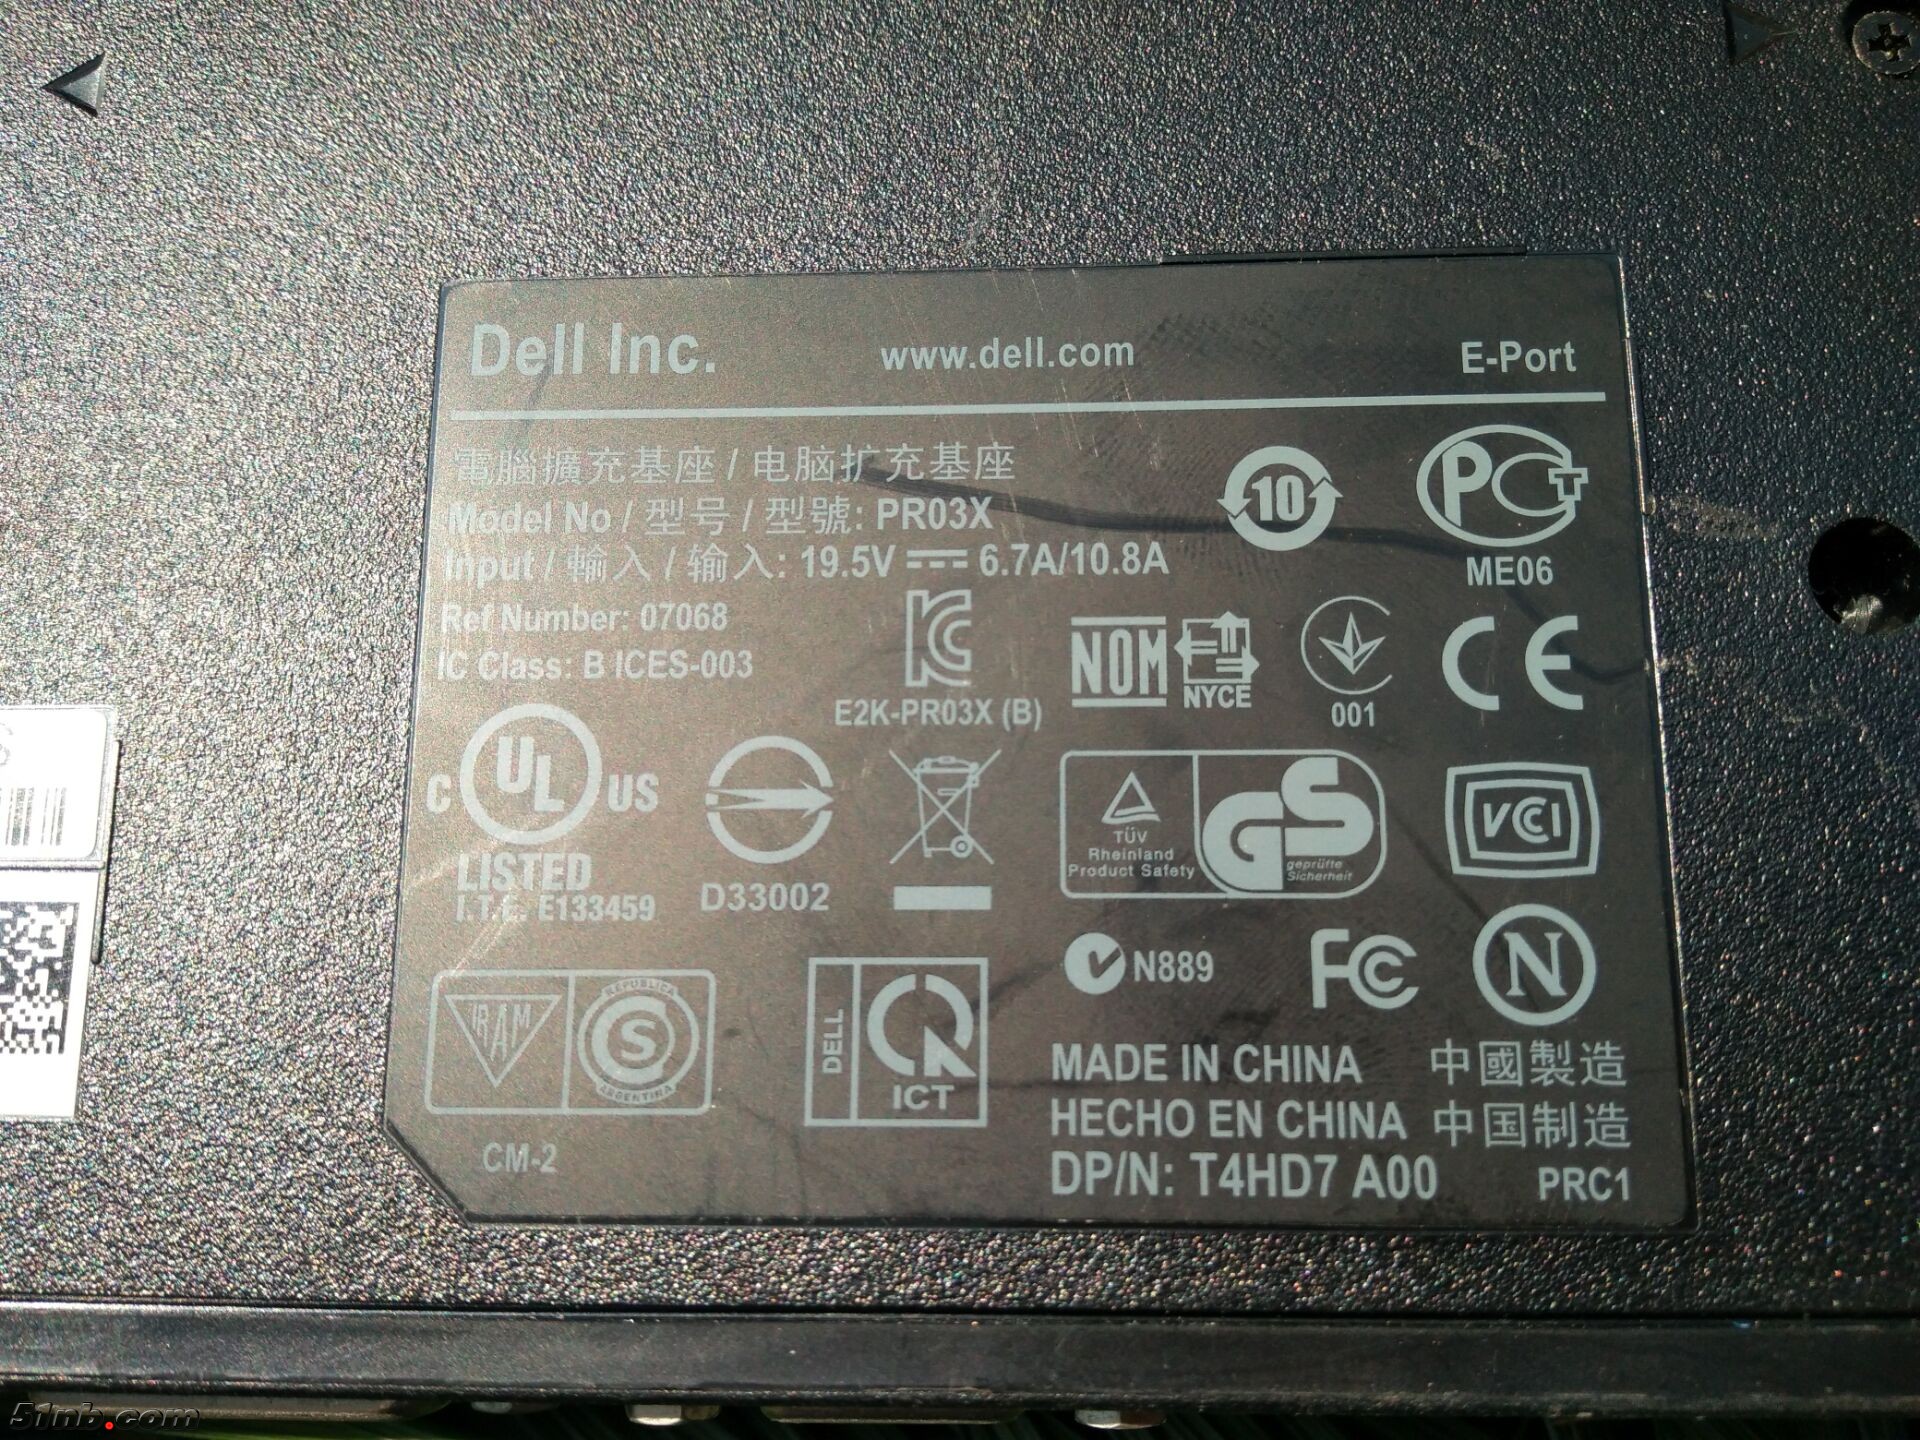 Dell Inc. www.dell.com E-Port
電腦擴充基座 / 电脑扩充基座
Model No / 型号 / 型號: PR03X
Input / 輸入 / 输入: 19.5V 6.7A/10.8A
10
PCT
ME06
Ref Number: 07068
IC Class: B ICES-003
E2K-PR03X (B)
NOM NYCE
001
CE
C UL US
LISTED
I.T.E. E133459
D33002
TÜV
Rheinland
Product Safety
GS
geprüfte
Sicherheit
VCCI
N889
FC
N
IRAM
REPUBLICA
S
ARGENTINA
CM-2
DELL
ICT
MADE IN CHINA 中國製造
HECHO EN CHINA 中国制造
DP/N: T4HD7 A00 PRC1
51nb.com